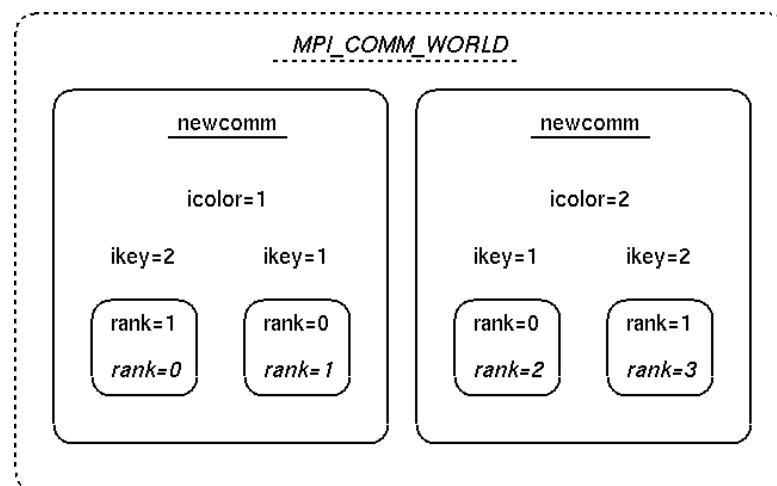 MPI_COMM_WORLD
newcomm newcomm
icolor=1 icolor=2
ikey=2 ikey=1 ikey=1 ikey=2
rank=1 rank=0 rank=0 rank=1
rank=0 rank=1 rank=2 rank=3